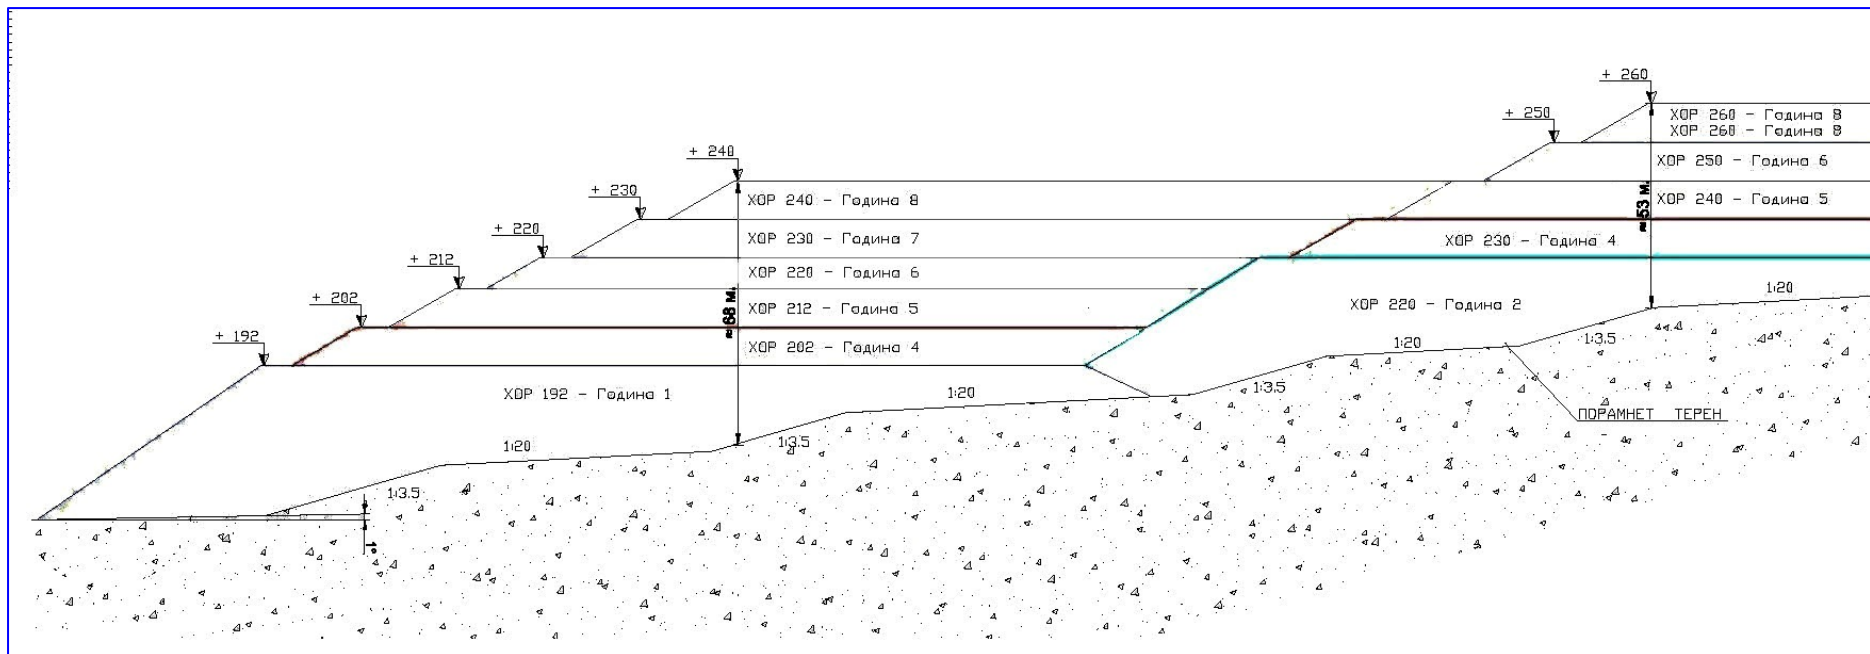 + 260
+ 250
ХОР 260 - Година 8
ХОР 260 - Година 8
+ 240
ХОР 250 - Година 6
+ 230
ХОР 240 - Година 8
ХОР 240 - Година 5
≈53 м.
+ 220
ХОР 230 - Година 7
ХОР 230 - Година 4
+ 212
ХОР 220 - Година 6
1:20
+ 202
≈68 м.
ХОР 212 - Година 5
ХОР 220 - Година 2
+ 192
ХОР 202 - Година 4
1:20
1:3.5
ХОР 192 - Година 1
1:20
1:3.5
ПОРАМНЕТ ТЕРЕН
1:20
1:3.5
1:3.5
1°